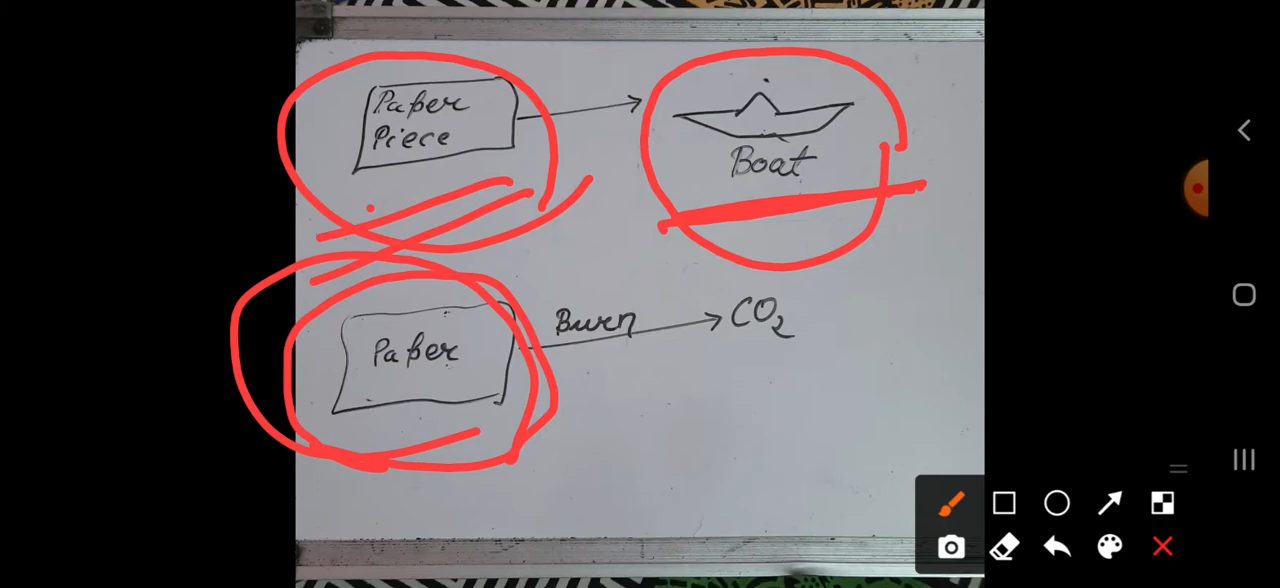 Paper
Piece
Boat
Paper
Burn
CO₂